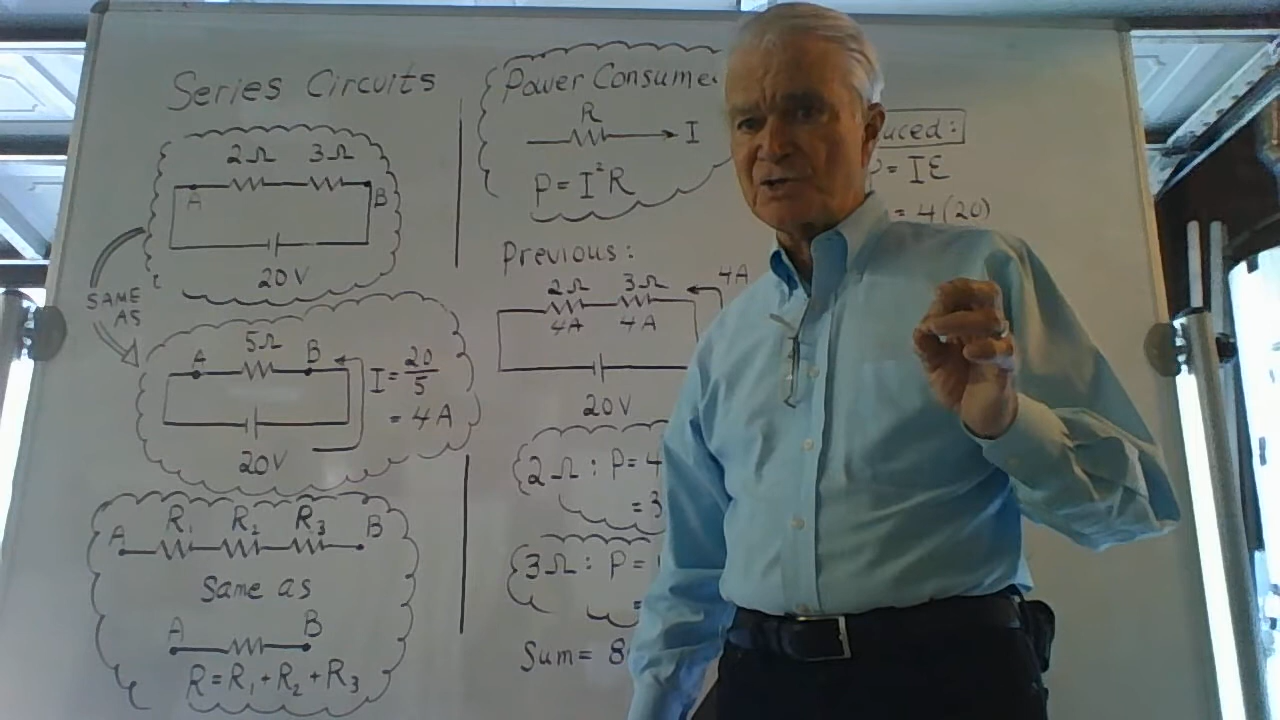 Series Circuits
2Ω 3Ω
A B
20V
SAME
AS
5Ω
A B
I = 20/5
= 4A
20V
A R₁ R₂ R₃ B
Same as
A B
R = R₁ + R₂ + R₃
Power Consume
R
I
P = I²R
Previous:
2Ω 3Ω 4A
4A 4A
20V
2Ω : P = 4
= 3
3Ω : P =
=
Sum = 8
uced:
= IE
= 4(20)